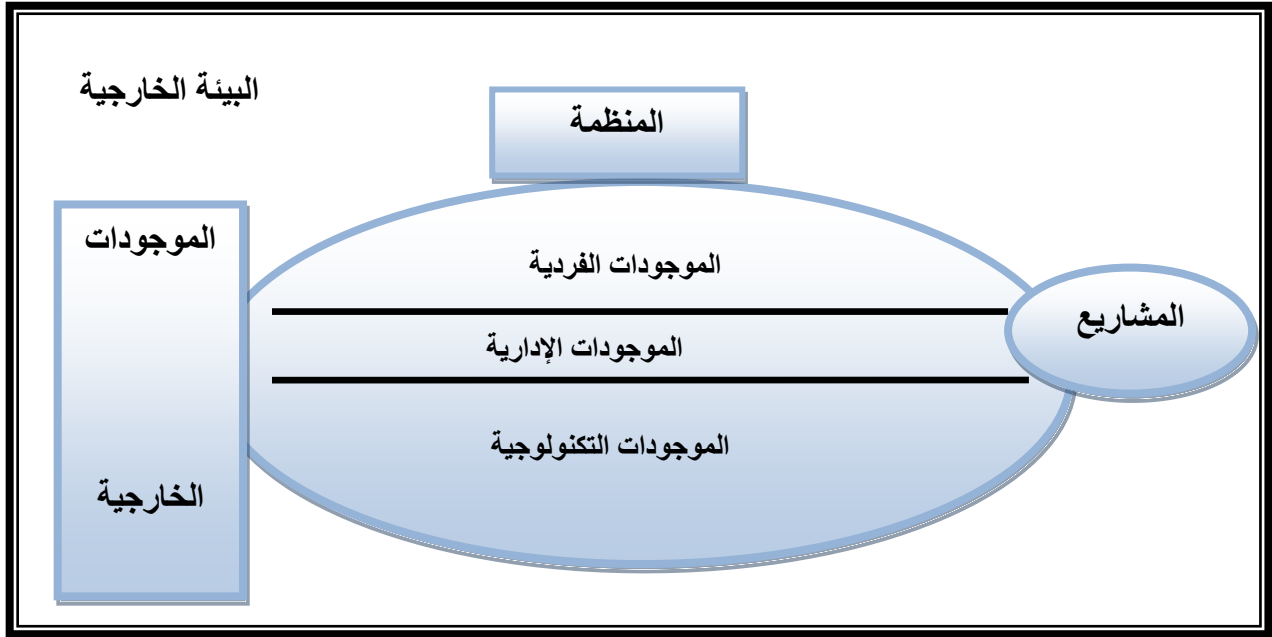 البيئة الخارجية
المنظمة
الموجودات
الخارجية
الموجودات الفردية
الموجودات الإدارية
الموجودات التكنولوجية
المشاريع